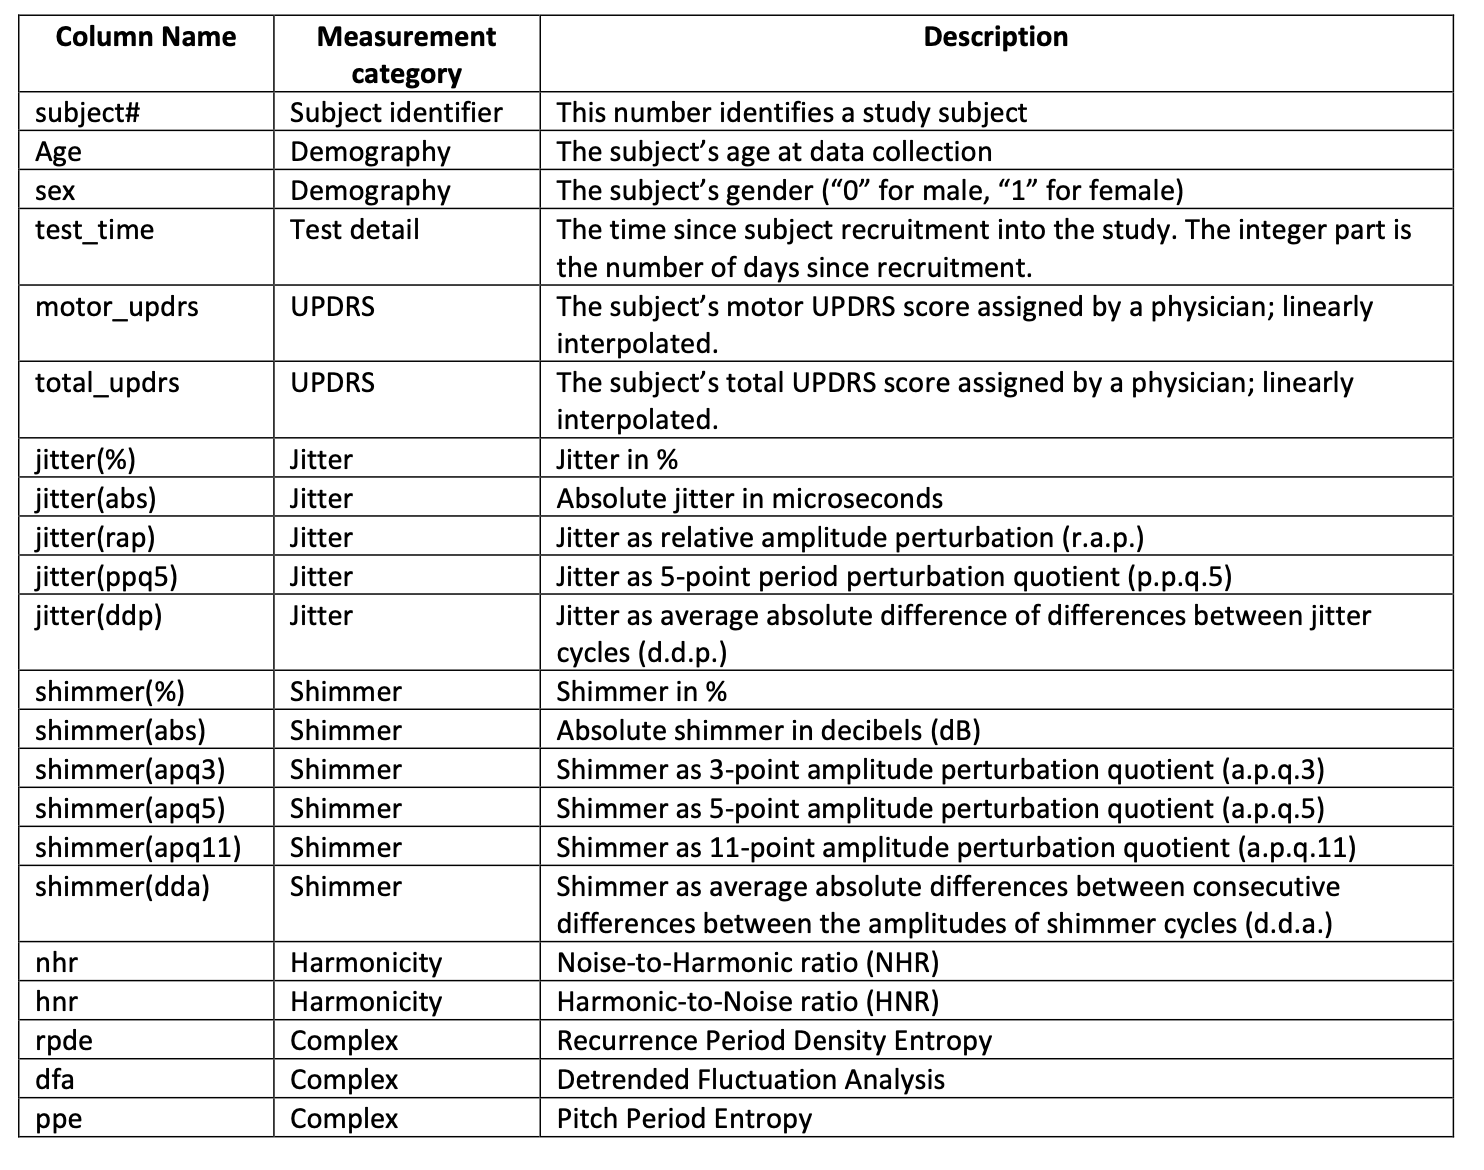 Column Name Measurement category Description
subject# Subject identifier This number identifies a study subject
Age Demography The subject’s age at data collection
sex Demography The subject’s gender (“0” for male, “1” for female)
test_time Test detail The time since subject recruitment into the study. The integer part is
the number of days since recruitment.
motor_updrs UPDRS The subject’s motor UPDRS score assigned by a physician; linearly
interpolated.
total_updrs UPDRS The subject’s total UPDRS score assigned by a physician; linearly
interpolated.
jitter(%) Jitter Jitter in %
jitter(abs) Jitter Absolute jitter in microseconds
jitter(rap) Jitter Jitter as relative amplitude perturbation (r.a.p.)
jitter(ppq5) Jitter Jitter as 5-point period perturbation quotient (p.p.q.5)
jitter(ddp) Jitter Jitter as average absolute difference of differences between jitter
cycles (d.d.p.)
shimmer(%) Shimmer Shimmer in %
shimmer(abs) Shimmer Absolute shimmer in decibels (dB)
shimmer(apq3) Shimmer Shimmer as 3-point amplitude perturbation quotient (a.p.q.3)
shimmer(apq5) Shimmer Shimmer as 5-point amplitude perturbation quotient (a.p.q.5)
shimmer(apq11) Shimmer Shimmer as 11-point amplitude perturbation quotient (a.p.q.11)
shimmer(dda) Shimmer Shimmer as average absolute differences between consecutive
differences between the amplitudes of shimmer cycles (d.d.a.)
nhr Harmonicity Noise-to-Harmonic ratio (NHR)
hnr Harmonicity Harmonic-to-Noise ratio (HNR)
rpde Complex Recurrence Period Density Entropy
dfa Complex Detrended Fluctuation Analysis
ppe Complex Pitch Period Entropy